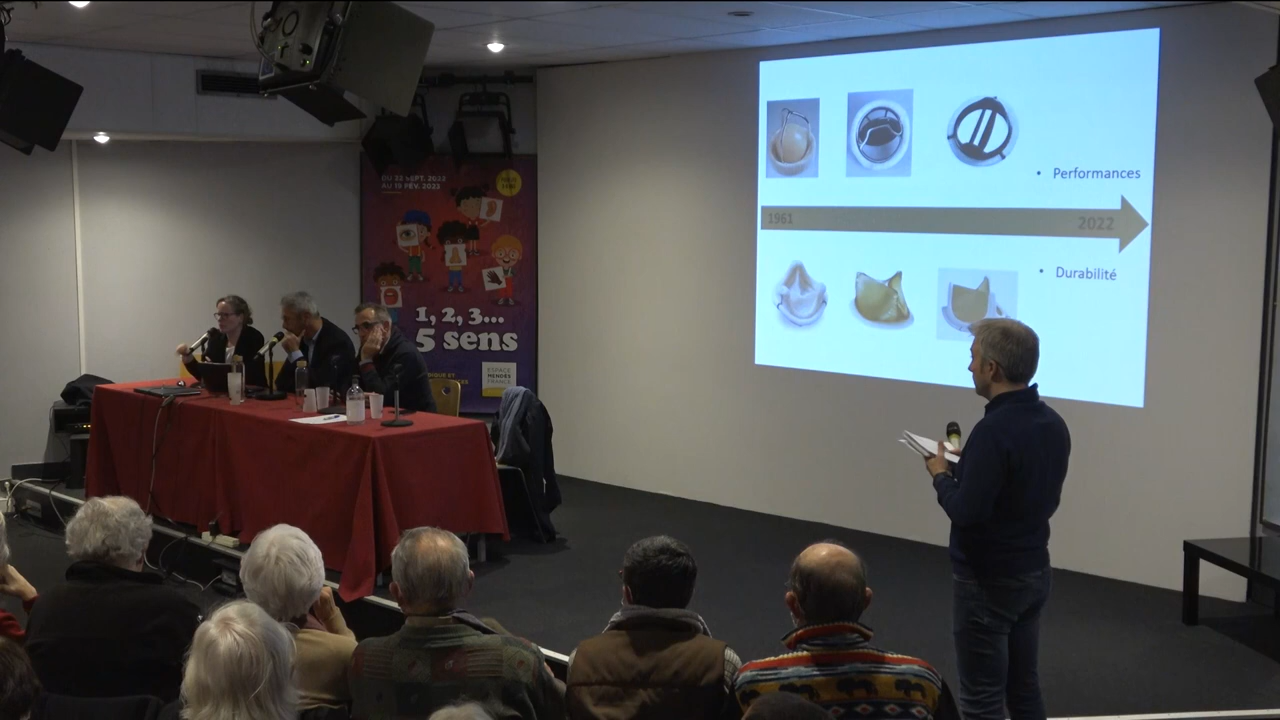 DU 22 SEPT. 2022
AU 19 FÉV. 2023
1, 2, 3...
5 sens
ESPACE
MENDÈS
FRANCE
• Performances
1961
2022
• Durabilité